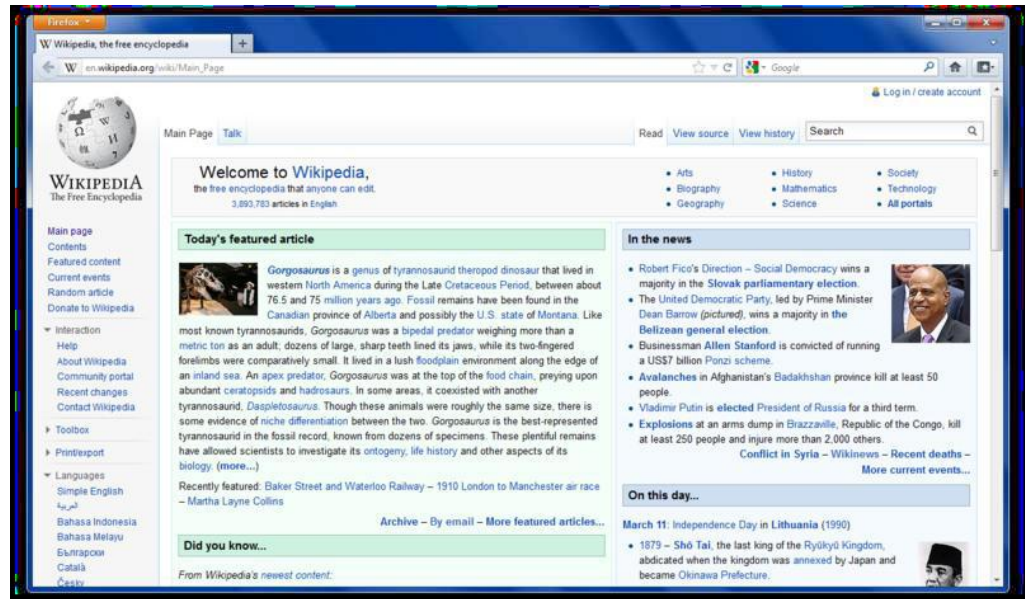 Firefox
Wikipedia, the free encyclopedia
en.wikipedia.org/wiki/Main_Page
Google
Log in / create account
WIKIPEDIA
The Free Encyclopedia
Main Page Talk
Read View source View history Search
Welcome to Wikipedia,
the free encyclopedia that anyone can edit.
3,893,783 articles in English
Arts
Biography
Geography
History
Mathematics
Science
Society
Technology
All portals
Main page
Contents
Featured content
Current events
Random article
Donate to Wikipedia
Interaction
Help
About Wikipedia
Community portal
Recent changes
Contact Wikipedia
Toolbox
Print/export
Languages
Simple English
العربية
Bahasa Indonesia
Bahasa Melayu
Български
Català
Česky
Today's featured article
Gorgosaurus is a genus of tyrannosaurid theropod dinosaur that lived in
western North America during the Late Cretaceous Period, between about
76.5 and 75 million years ago. Fossil remains have been found in the
Canadian province of Alberta and possibly the U.S. state of Montana. Like
most known tyrannosaurids, Gorgosaurus was a bipedal predator weighing more than a
metric ton as an adult; dozens of large, sharp teeth lined its jaws, while its two-fingered
forelimbs were comparatively small. It lived in a lush floodplain environment along the edge of
an inland sea. An apex predator, Gorgosaurus was at the top of the food chain, preying upon
abundant ceratopsids and hadrosaurs. In some areas, it coexisted with another
tyrannosaurid, Daspletosaurus. Though these animals were roughly the same size, there is
some evidence of niche differentiation between the two. Gorgosaurus is the best-represented
tyrannosaurid in the fossil record, known from dozens of specimens. These plentiful remains
have allowed scientists to investigate its ontogeny, life history and other aspects of its
biology. (more...)
Recently featured: Baker Street and Waterloo Railway – 1910 London to Manchester air race
– Martha Layne Collins
Archive – By email – More featured articles...
Did you know...
From Wikipedia's newest content:
In the news
Robert Fico's Direction – Social Democracy wins a
majority in the Slovak parliamentary election.
The United Democratic Party, led by Prime Minister
Dean Barrow (pictured), wins a majority in the
Belizean general election.
Businessman Allen Stanford is convicted of running
a US$7 billion Ponzi scheme.
Avalanches in Afghanistan's Badakhshan province kill at least 50
people.
Vladimir Putin is elected President of Russia for a third term.
Explosions at an arms dump in Brazzaville, Republic of the Congo, kill
at least 250 people and injure more than 2,000 others.
Conflict in Syria – Wikinews – Recent deaths –
More current events...
On this day...
March 11: Independence Day in Lithuania (1990)
1879 – Shō Tai, the last king of the Ryūkyū Kingdom,
abdicated when the kingdom was annexed by Japan and
became Okinawa Prefecture.